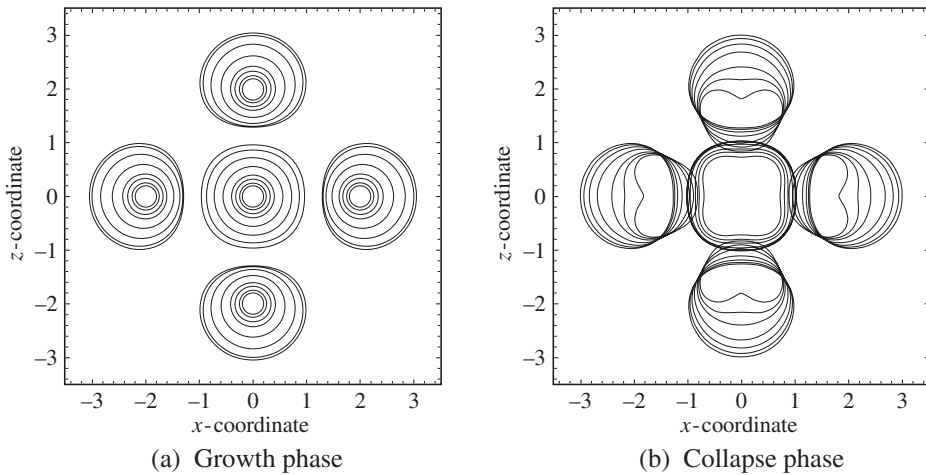 3
2
1
0
−1
−2
−3
z-coordinate
−3 −2 −1 0 1 2 3
x-coordinate
(a) Growth phase
3
2
1
0
−1
−2
−3
z-coordinate
−3 −2 −1 0 1 2 3
x-coordinate
(b) Collapse phase